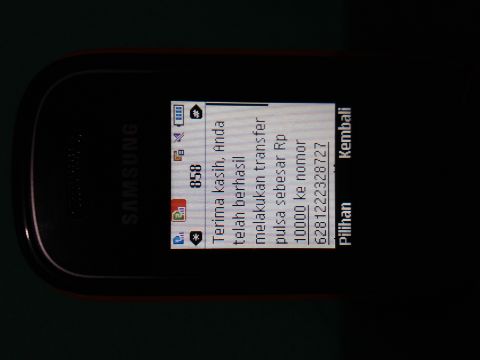 SAMSUNG
858
Terima kasih, Anda
telah berhasil
melakukan transfer
pulsa sebesar Rp
10000 ke nomor
6281222328727
Pilihan Kembali